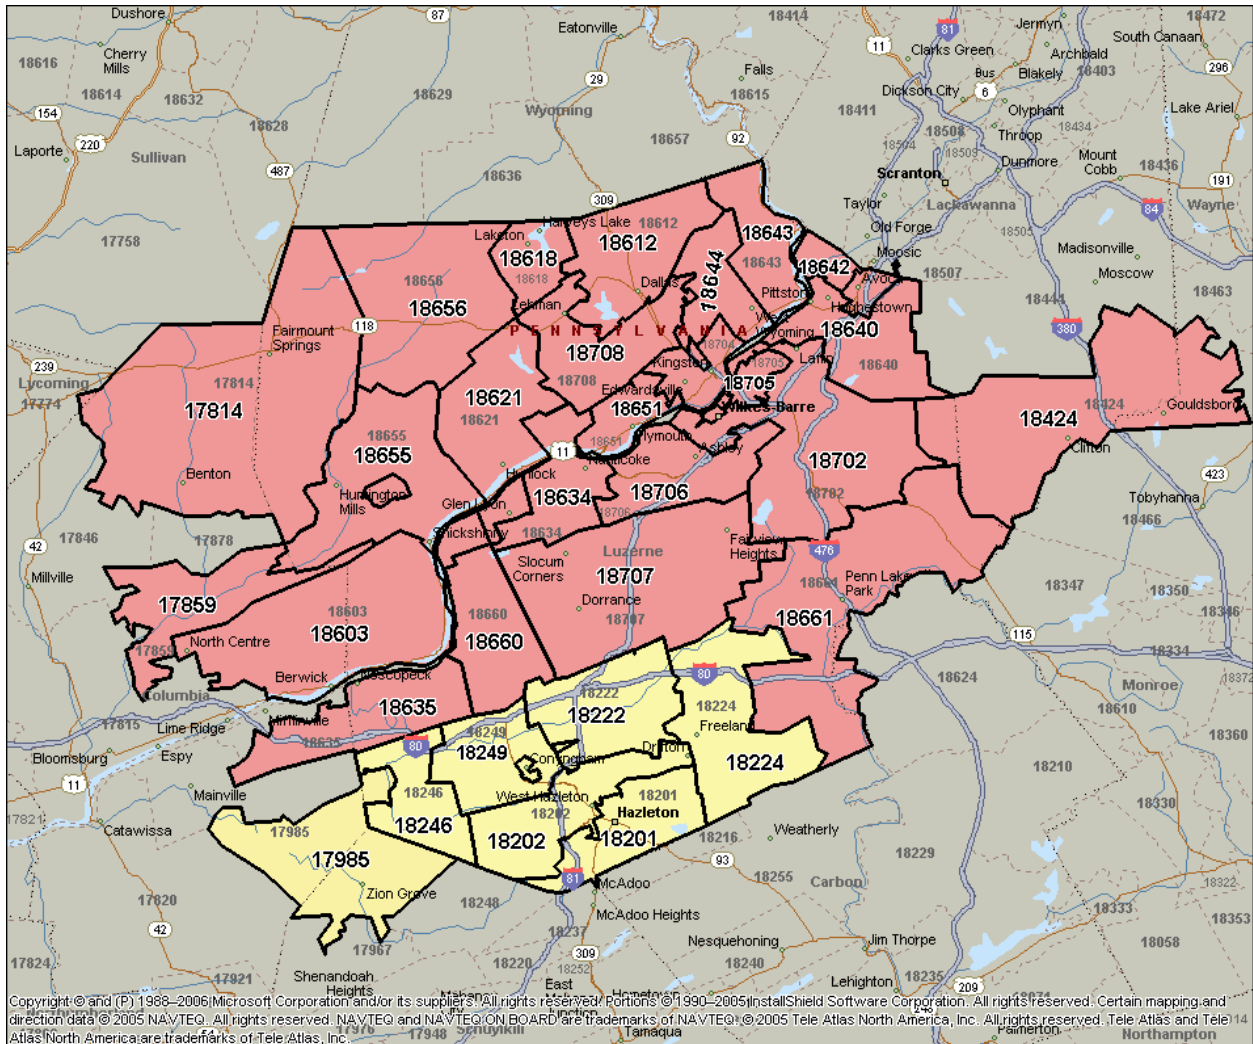 Dushore
87
Eatonville
18414
18472
Jermyn
South Canaan
81
11
Clarks Green
Archbald
Cherry
Mills
18616
296
Falls
Bus
Blakely
18403
29
18614
18632
18629
18615
Dickson City
6
Olyphant
Lake Ariel
154
Wyoming
18411
18628
18508
18434
Throop
220
18657
92
18504
18509
Laporte
Sullivan
Dunmore
Mount
Cobb
18436
487
18636
Scranton
191
309
Taylor
Lackawanna
84
Wayne
18612
Harveys Lake
Laketon
18612
18643
Old Forge
18505
17758
Madisonville
18618
18643
18642
Moosic
Moscow
18656
18618
18644
Avoca
18507
Dallas
Pittston
18463
18656
Lehman
Hughestown
18444
Fairmount
Springs
118
PENNSYLVANIA
West
Wyoming
18640
380
18704
Laflin
18708
Kingston
18705
239
18640
Lycoming
17814
18708
18705
17774
18621
Edwardsville
18424
17814
18651
Wilkes-Barre
18424
Gouldsboro
18621
18655
18651
Plymouth
Ashley
Clifton
18655
11
Nanticoke
18702
Benton
Hunlock
423
Huntington
Mills
18634
18706
18702
Tobyhanna
Glen Lyon
18706
18466
17846
17878
Shickshinny
18634
42
Luzerne
Fairview
Heights
476
Slocum
Corners
18707
18661
Penn Lake
Park
18347
18350
Millville
Dorrance
18346
17859
18603
18660
18707
18661
18603
115
17859
North Centre
18660
18334
Berwick
Nescopeck
80
18624
18372
Columbia
18222
Monroe
18635
18222
18224
18610
17815
Mifflinville
Lime Ridge
18635
80
18249
18249
Freeland
18360
Bloomsburg
Espy
Conyngham
Drifton
18224
18210
11
Mainville
18246
West Hazleton
18201
18330
17821
Catawissa
17985
18246
18202
Hazleton
18202
18201
18216
Weatherly
17985
93
18229
Zion Grove
81
McAdoo
18255
Carbon
18322
17820
18248
McAdoo Heights
18333
18353
42
18237
Nesquehoning
Jim Thorpe
18058
17967
309
17824
18220
18252
18240
17921
Shenandoah
Heights
Lehighton
18235
209
Copyright © and (P) 1988–2006 Microsoft Corporation and/or its suppliers. All rights reserved. Portions © 1990–2005 InstallShield Software Corporation. All rights reserved. Certain mapping and
direction data © 2005 NAVTEQ. All rights reserved. NAVTEQ and NAVTEQ ON BOARD are trademarks of NAVTEQ. © 2005 Tele Atlas North America, Inc. All rights reserved. Tele Atlas and Tele
Atlas North America are trademarks of Tele Atlas, Inc.
17948
Schuylkill
Tamaqua
Palmerton
Northampton